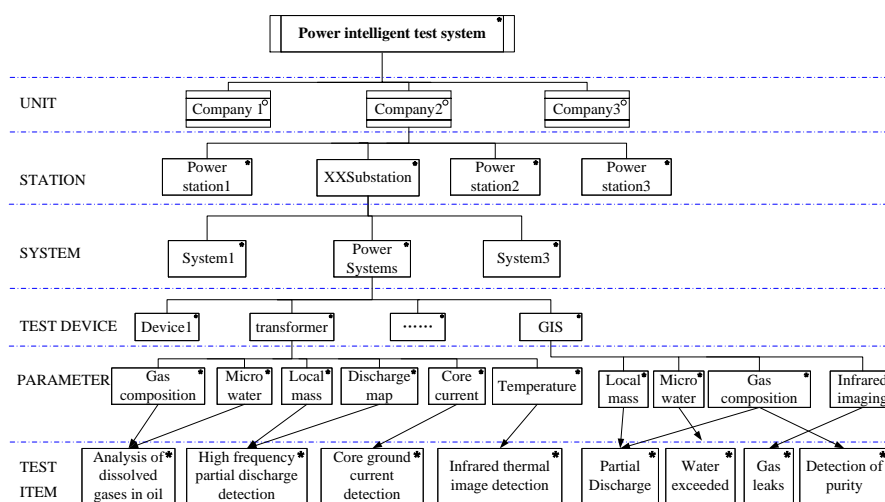 Power intelligent test system
UNIT
Company 1
Company2
Company3
STATION
Power
station1
XXSubstation
Power
station2
Power
station3
SYSTEM
System1
Power
Systems
System3
TEST DEVICE
Device1
transformer
······
GIS
PARAMETER
Gas
composition
Micro
water
Local
mass
Discharge
map
Core
current
Temperature
Local
mass
Micro
water
Gas
composition
Infrared
imaging
TEST
ITEM
Analysis of
dissolved
gases in oil
High frequency
partial discharge
detection
Core ground
current
detection
Infrared thermal
image detection
Partial
Discharge
Water
exceeded
Gas
leaks
Detection of
purity